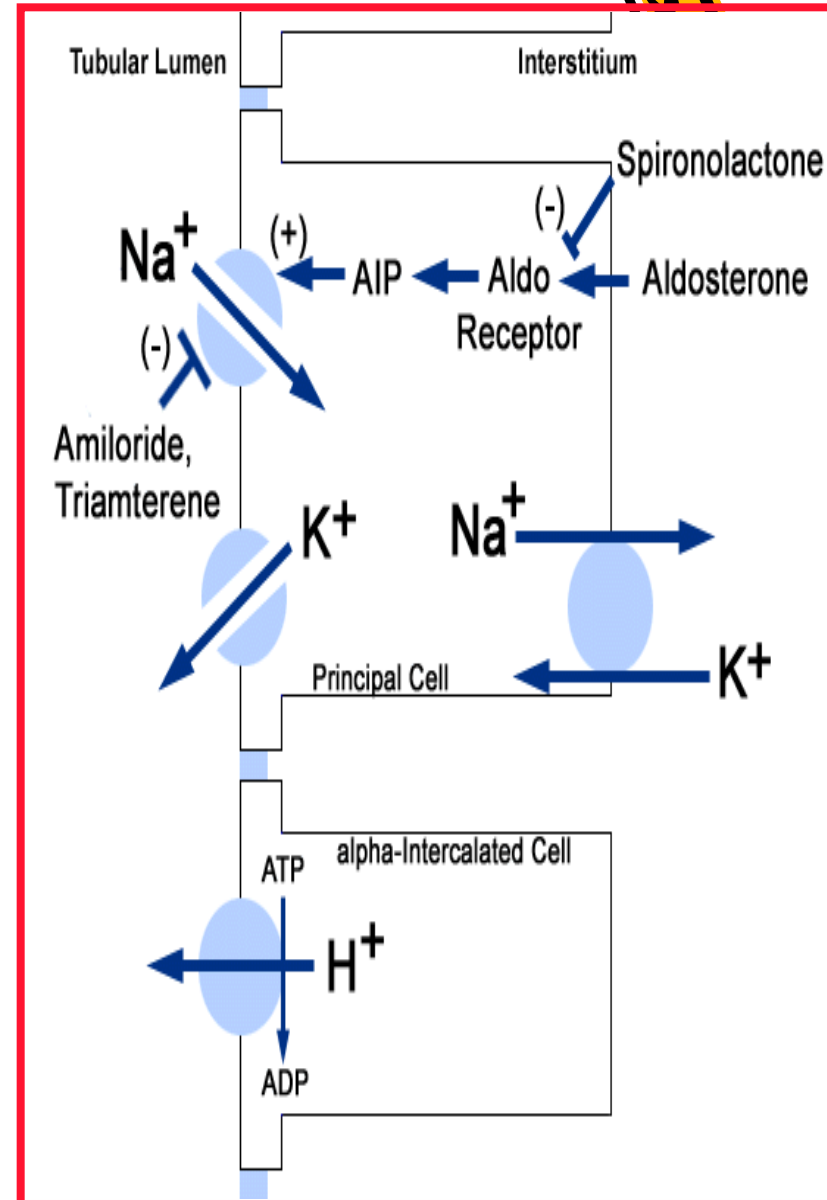 Tubular Lumen
Interstitium
Spironolactone
(-)
Na+
(+)
AIP
Aldo
Receptor
Aldosterone
(-)
Amiloride,
Triamterene
K+
Na+
K+
Principal Cell
alpha-Intercalated Cell
ATP
H+
ADP